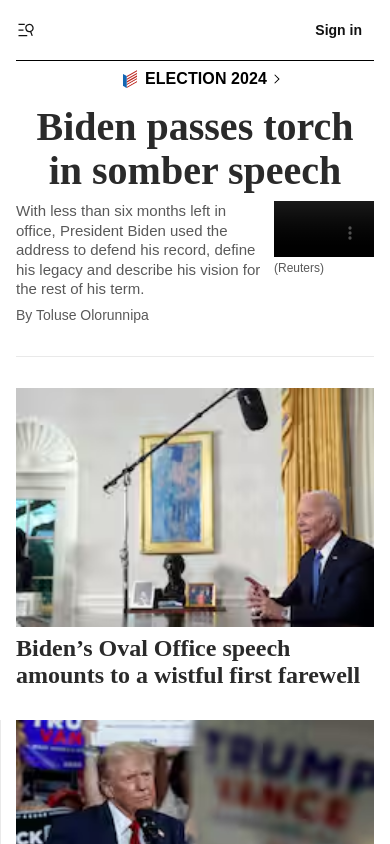 Sign in
ELECTION 2024
Biden passes torch
in somber speech
With less than six months left in
office, President Biden used the
address to defend his record, define
his legacy and describe his vision for
the rest of his term.
By Toluse Olorunnipa
(Reuters)
Biden’s Oval Office speech
amounts to a wistful first farewell
TRUMP
VANCE